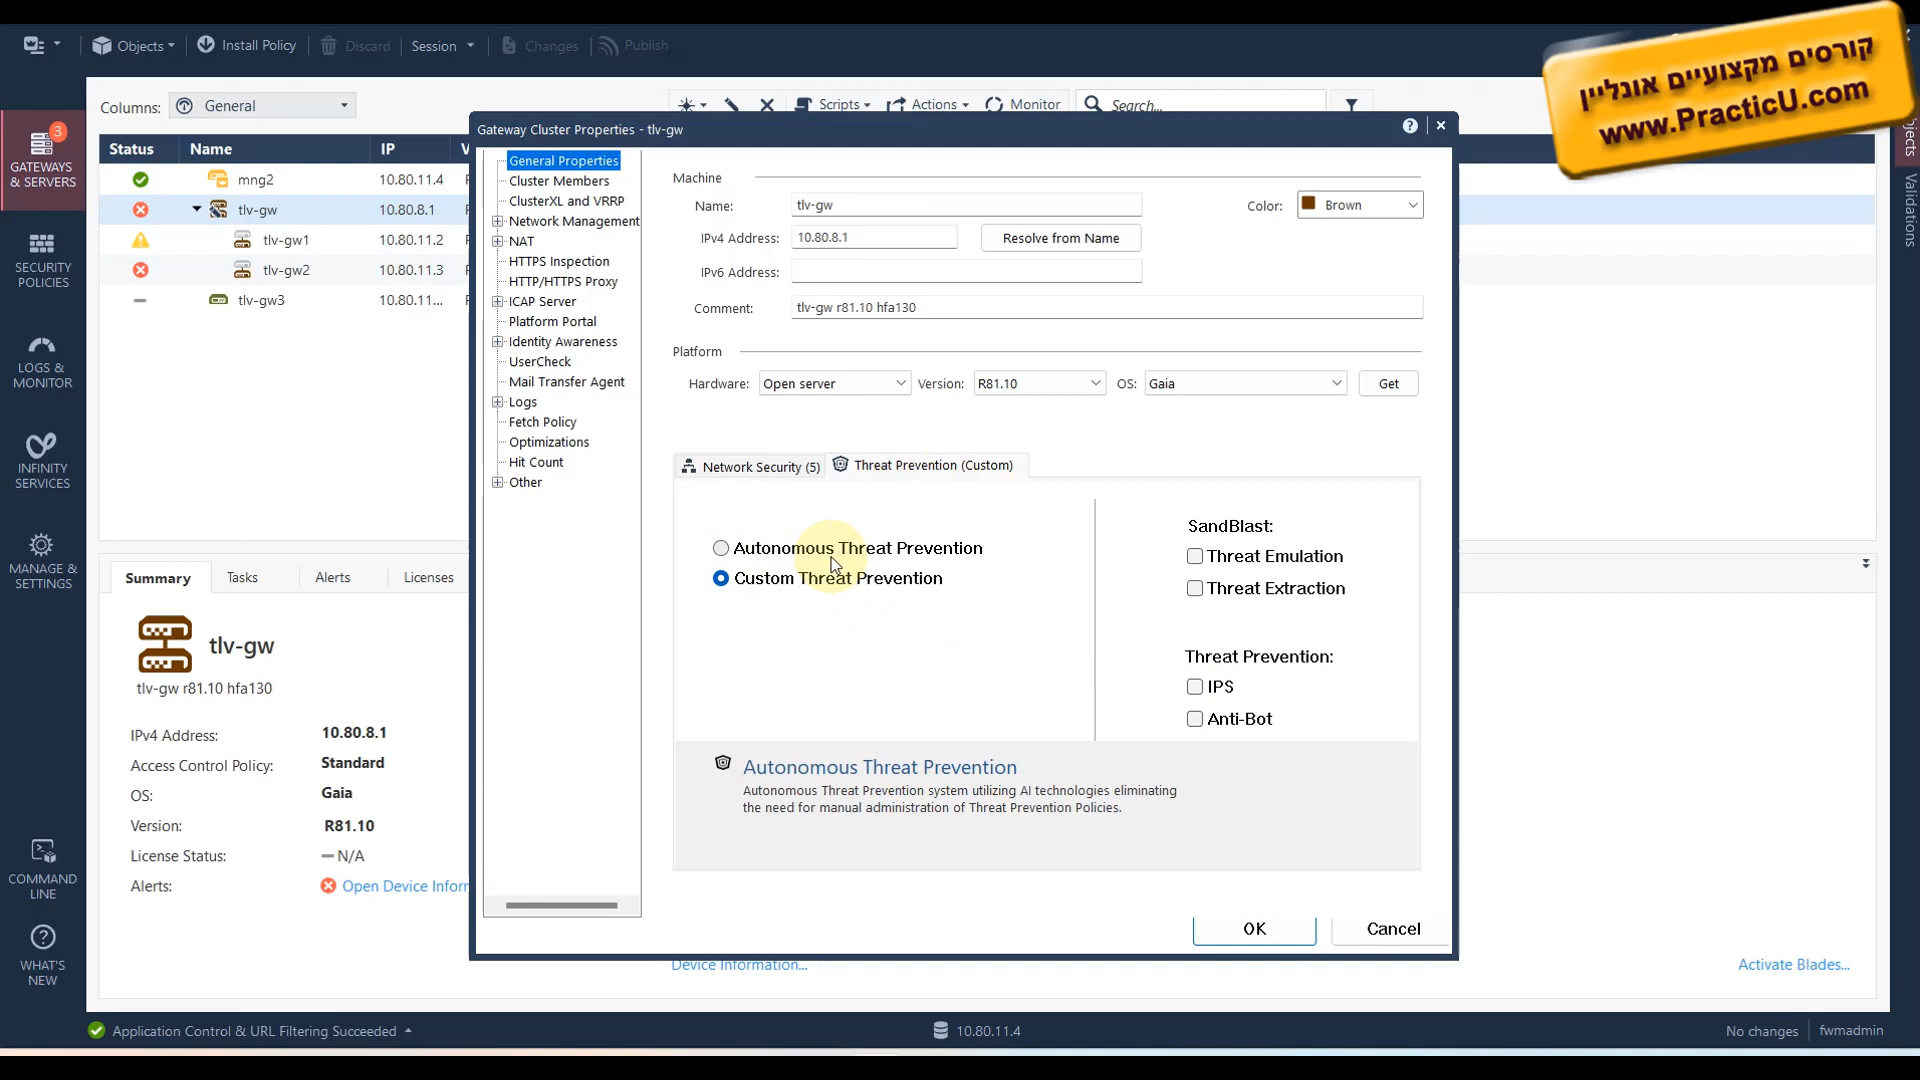 Objects
Install Policy
Discard
Session
Changes
Publish
קורסים מקצועיים אונליין
www.PracticU.com
Columns:
General
Scripts
Actions
Monitor
Search...
Status
Name
IP
mng2
10.80.11.4
tlv-gw
10.80.8.1
tlv-gw1
10.80.11.2
tlv-gw2
10.80.11.3
tlv-gw3
10.80.11...
3
GATEWAYS
& SERVERS
SECURITY
POLICIES
LOGS &
MONITOR
INFINITY
SERVICES
MANAGE &
SETTINGS
COMMAND
LINE
WHAT'S
NEW
Gateway Cluster Properties - tlv-gw
General Properties
Cluster Members
ClusterXL and VRRP
Network Management
NAT
HTTPS Inspection
HTTP/HTTPS Proxy
ICAP Server
Platform Portal
Identity Awareness
UserCheck
Mail Transfer Agent
Logs
Fetch Policy
Optimizations
Hit Count
Other
Machine
Name:
tlv-gw
Color:
Brown
IPv4 Address:
10.80.8.1
Resolve from Name
IPv6 Address:
Comment:
tlv-gw r81.10 hfa130
Platform
Hardware:
Open server
Version:
R81.10
OS:
Gaia
Get
Network Security (5)
Threat Prevention (Custom)
Autonomous Threat Prevention
Custom Threat Prevention
SandBlast:
Threat Emulation
Threat Extraction
Threat Prevention:
IPS
Anti-Bot
Autonomous Threat Prevention
Autonomous Threat Prevention system utilizing AI technologies eliminating
the need for manual administration of Threat Prevention Policies.
OK
Cancel
Summary
Tasks
Alerts
Licenses
tlv-gw
tlv-gw r81.10 hfa130
IPv4 Address:
10.80.8.1
Access Control Policy:
Standard
OS:
Gaia
Version:
R81.10
License Status:
N/A
Alerts:
Open Device Inform
Device Information...
Activate Blades...
Validations
Application Control & URL Filtering Succeeded
10.80.11.4
No changes
fwmadmin